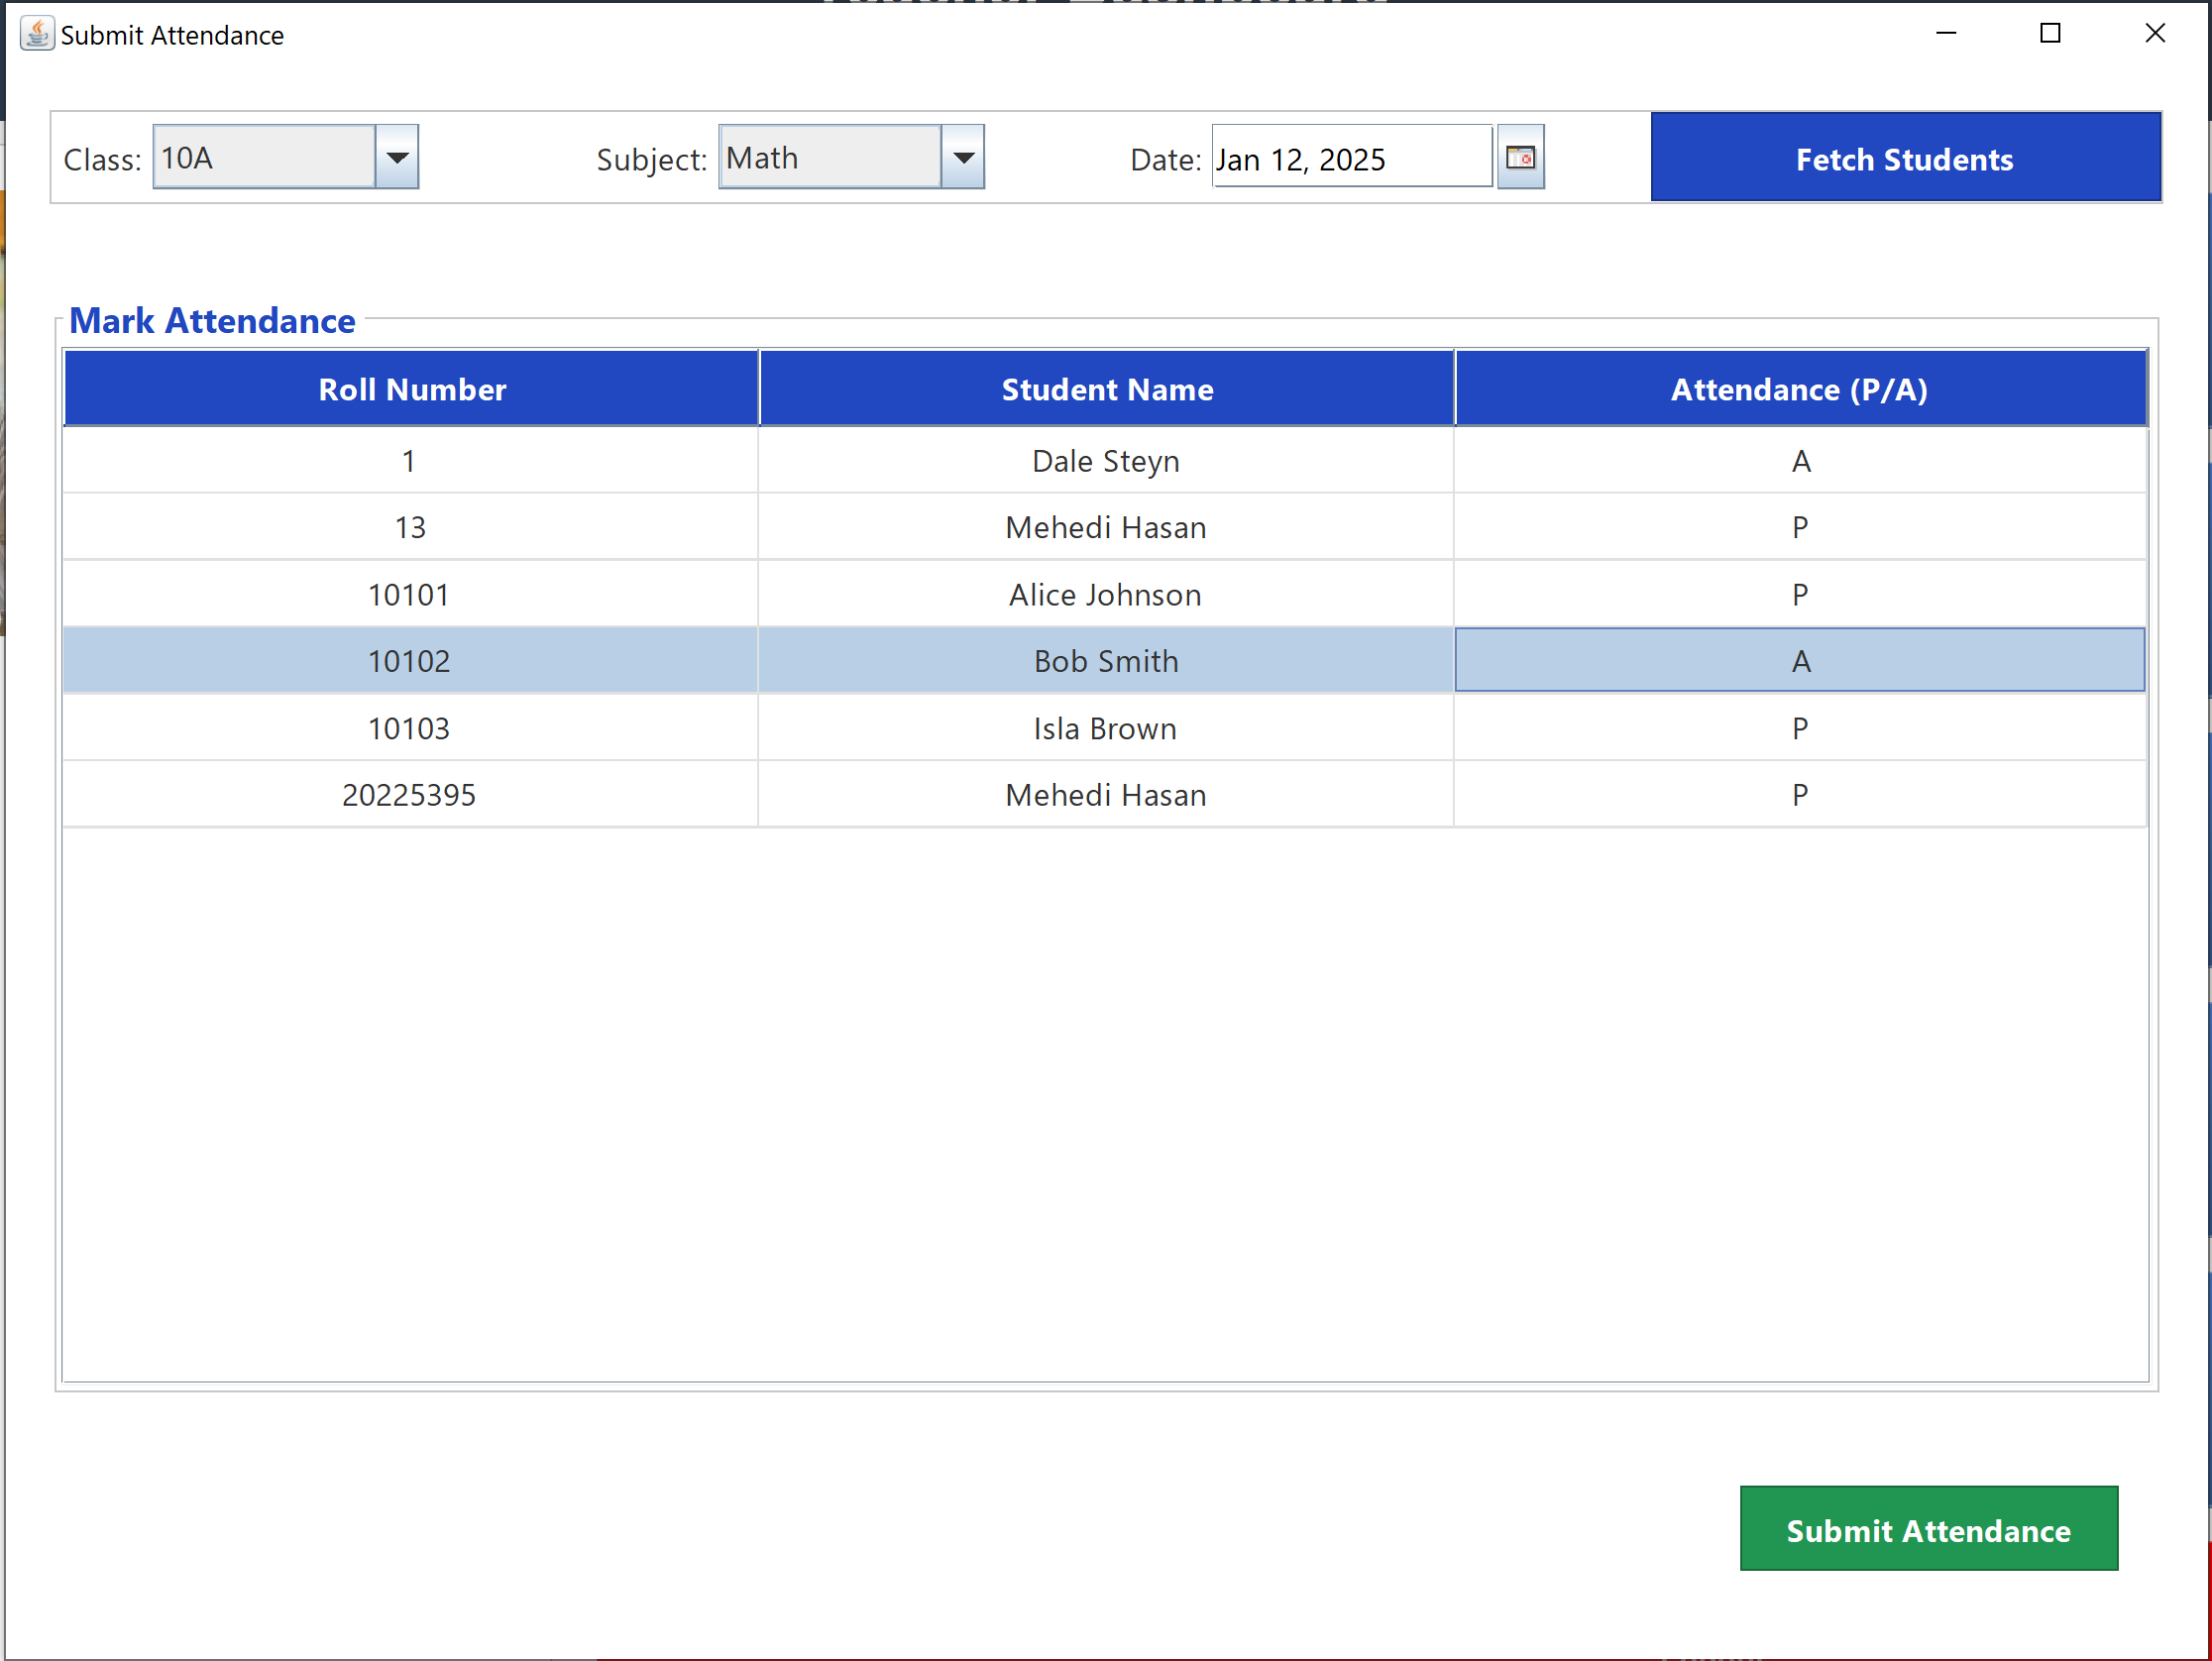 Submit Attendance
Class: 10A Subject: Math Date: Jan 12, 2025 Fetch Students
Mark Attendance
Roll Number Student Name Attendance (P/A)
1 Dale Steyn A
13 Mehedi Hasan P
10101 Alice Johnson P
10102 Bob Smith A
10103 Isla Brown P
20225395 Mehedi Hasan P
Submit Attendance